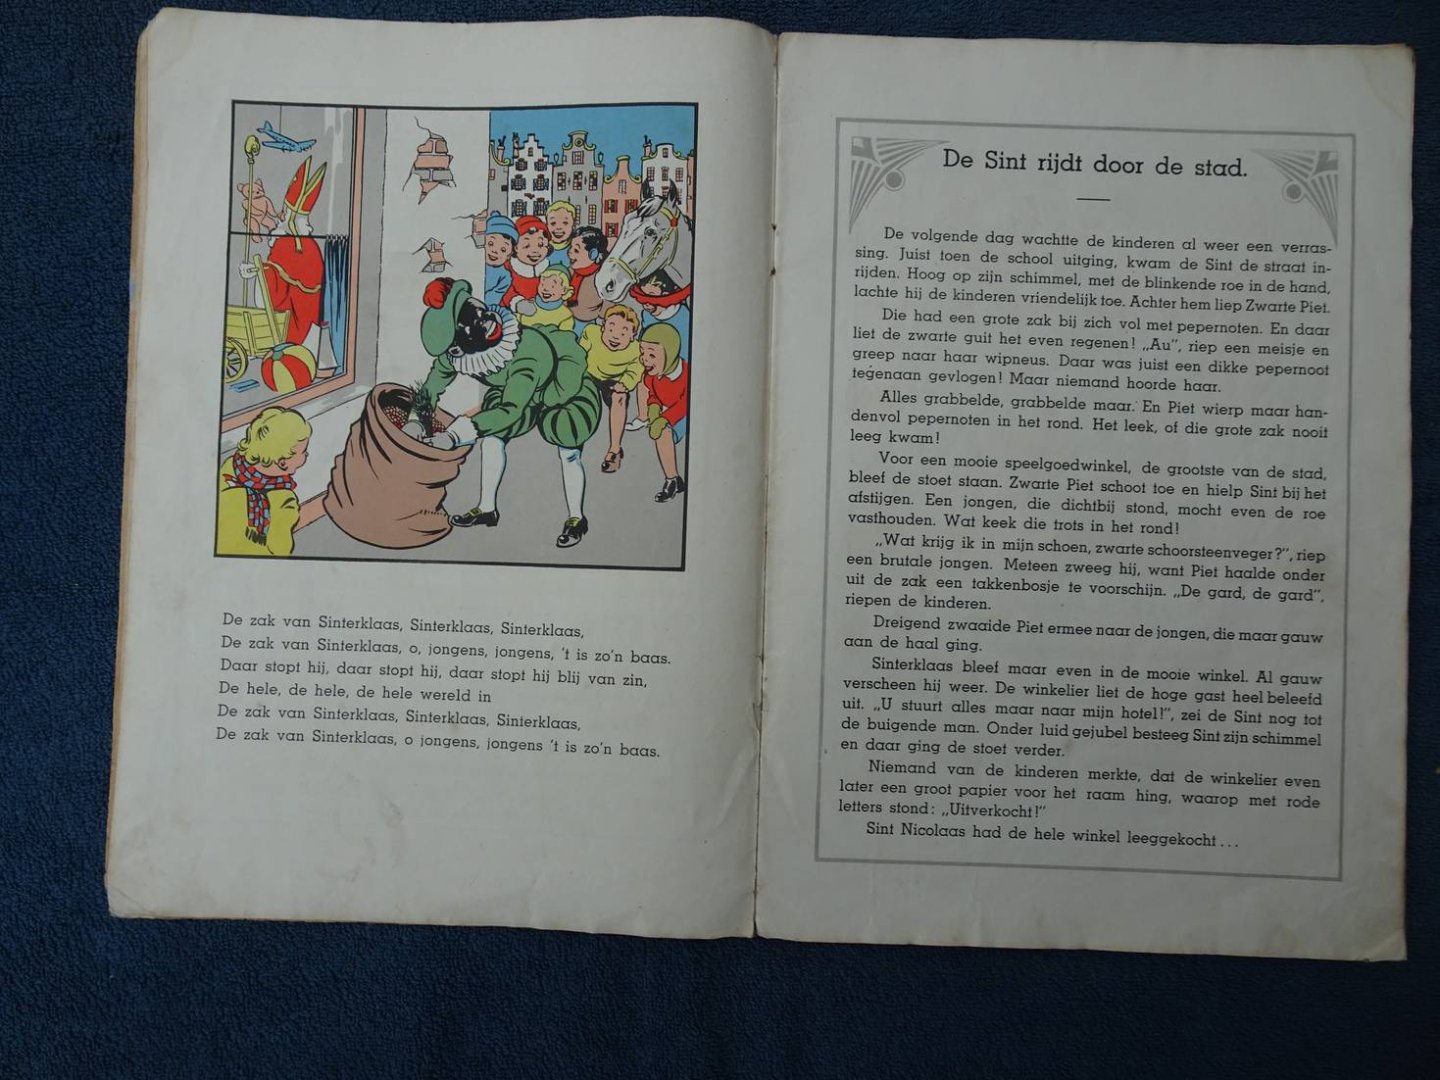 De zak van Sinterklaas, Sinterklaas, Sinterklaas,
De zak van Sinterklaas, o, jongens, jongens, 't is zo'n baas.
Daar stopt hij, daar stopt hij, daar stopt hij blij van zin,
De hele, de hele, de hele wereld in
De zak van Sinterklaas, Sinterklaas, Sinterklaas,
De zak van Sinterklaas, o jongens, jongens 't is zo'n baas.
De Sint rijdt door de stad.
De volgende dag wachtte de kinderen al weer een verras-
sing. Juist toen de school uitging, kwam de Sint de straat in-
rijden. Hoog op zijn schimmel, met de blinkende roe in de hand,
lachte hij de kinderen vriendelijk toe. Achter hem liep Zwarte Piet.
Die had een grote zak bij zich vol met pepernoten. En daar
liet de zwarte guit het even regenen! „Au", riep een meisje en
greep naar haar wipneus. Daar was juist een dikke pepernoot
tegenaan gevlogen! Maar niemand hoorde haar.
Alles grabbelde, grabbelde maar. En Piet wierp maar han-
denvol pepernoten in het rond. Het leek, of die grote zak nooit
leeg kwam!
Voor een mooie speelgoedwinkel, de grootste van de stad,
bleef de stoet staan. Zwarte Piet schoot toe en hielp Sint bij het
afstijgen. Een jongen, die dichtbij stond, mocht even de roe
vasthouden. Wat keek die trots in het rond!
„Wat krijg ik in mijn schoen, zwarte schoorsteenveger?", riep
een brutale jongen. Meteen zweeg hij, want Piet haalde onder
uit de zak een takkenbosje te voorschijn. „De gard, de gard",
riepen de kinderen.
Dreigend zwaaide Piet ermee naar de jongen, die maar gauw
aan de haal ging.
Sinterklaas bleef maar even in de mooie winkel. Al gauw
verscheen hij weer. De winkelier liet de hoge gast heel beleefd
uit. „U stuurt alles maar naar mijn hotel!", zei de Sint nog tot
de buigende man. Onder luid gejubel besteeg Sint zijn schimmel
en daar ging de stoet verder.
Niemand van de kinderen merkte, dat de winkelier even
later een groot papier voor het raam hing, waarop met rode
letters stond: „Uitverkocht!"
Sint Nicolaas had de hele winkel leeggekocht...